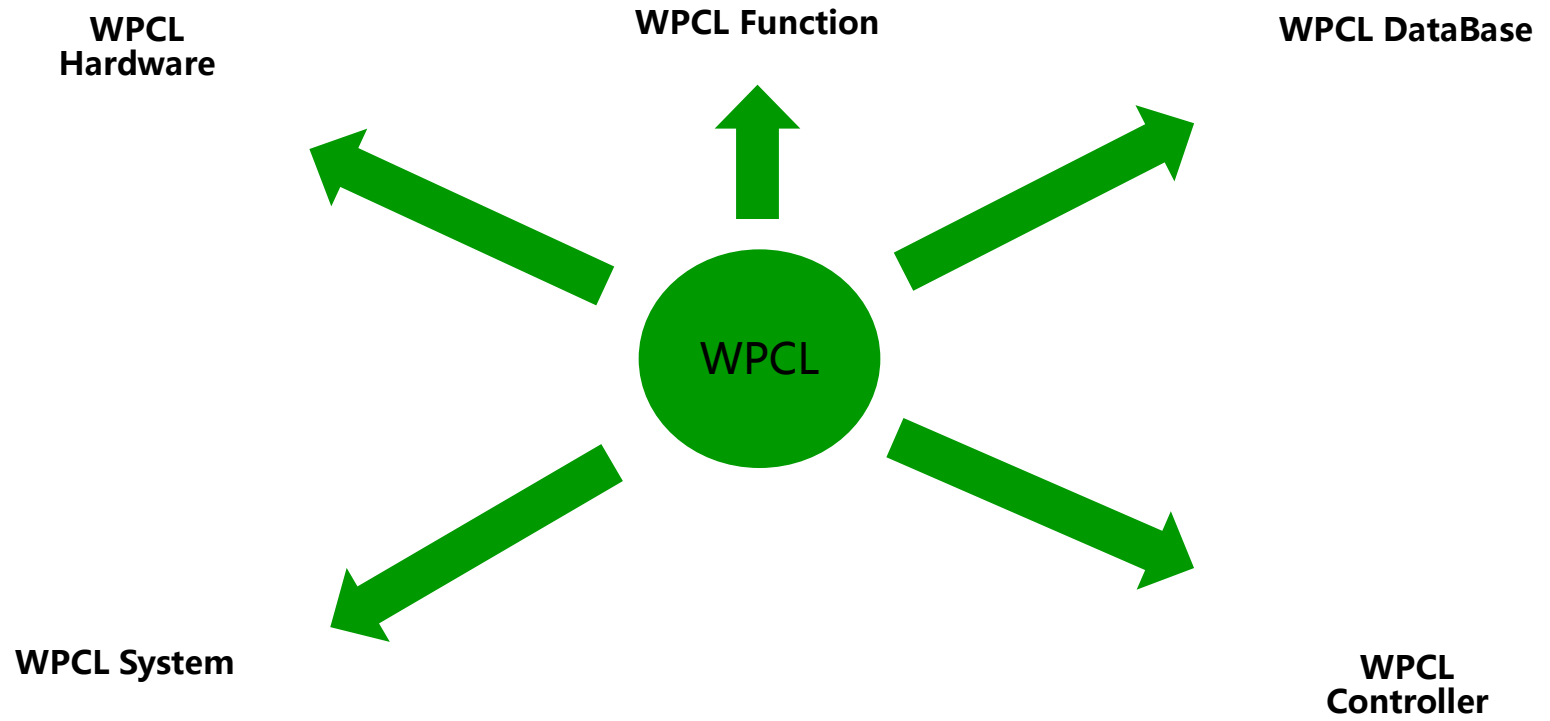 WPCL
Hardware
WPCL Function
WPCL DataBase
WPCL
WPCL System
WPCL
Controller